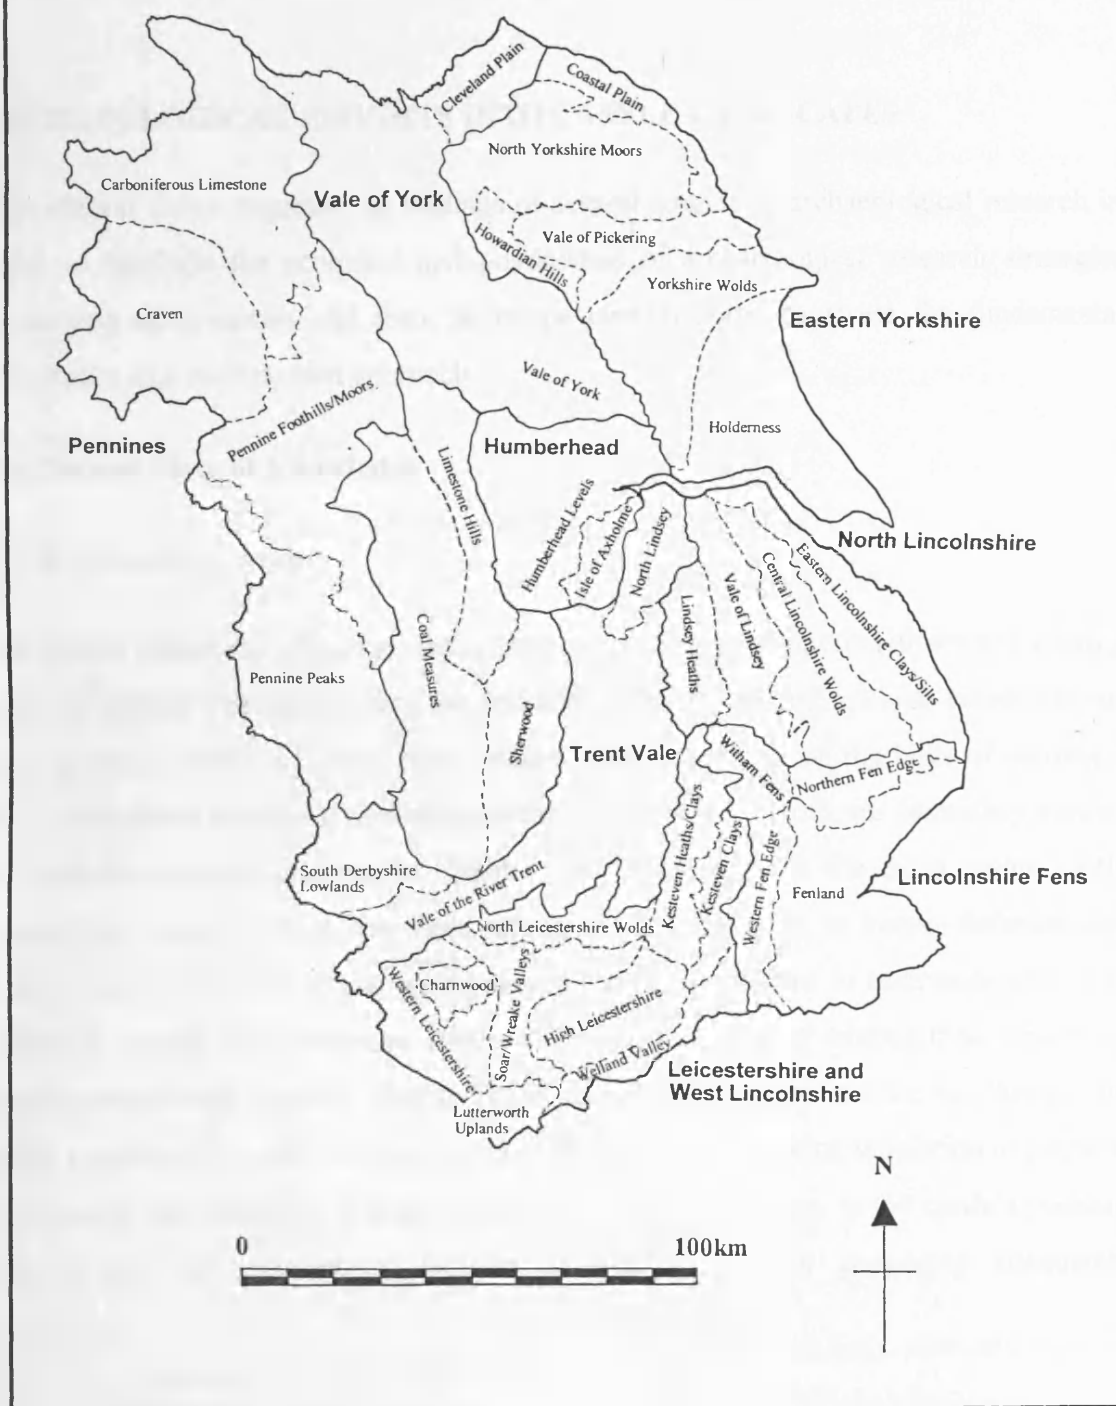 Cleveland Plain
Coastal Plain
North Yorkshire Moors
Carboniferous Limestone
Vale of York
Vale of Pickering
Howardian Hills
Yorkshire Wolds
Craven
Eastern Yorkshire
Vale of York
Pennine Foothills/Moors
Holderness
Pennines
Humberhead
Limestone Hills
Humberhead Levels
Isle of Axholme
North Lindsey
North Lincolnshire
Eastern Lincolnshire Clays/Silts
Central Lincolnshire Wolds
Vale of Lindsey
Lindsey Heaths
Coal Measures
Pennine Peaks
Sherwood
Trent Vale
Witham Fens
Northern Fen Edge
Kesteven Heaths/Clays
Kesteven Clays
Western Fen Edge
South Derbyshire
Lowlands
Vale of the River Trent
Fenland
Lincolnshire Fens
North Leicestershire Wolds
Charnwood
Western Leicestershire
Soar/Wreake Valleys
High Leicestershire
Welland Valley
Leicestershire and
West Lincolnshire
Lutterworth
Uplands
N
0
100km